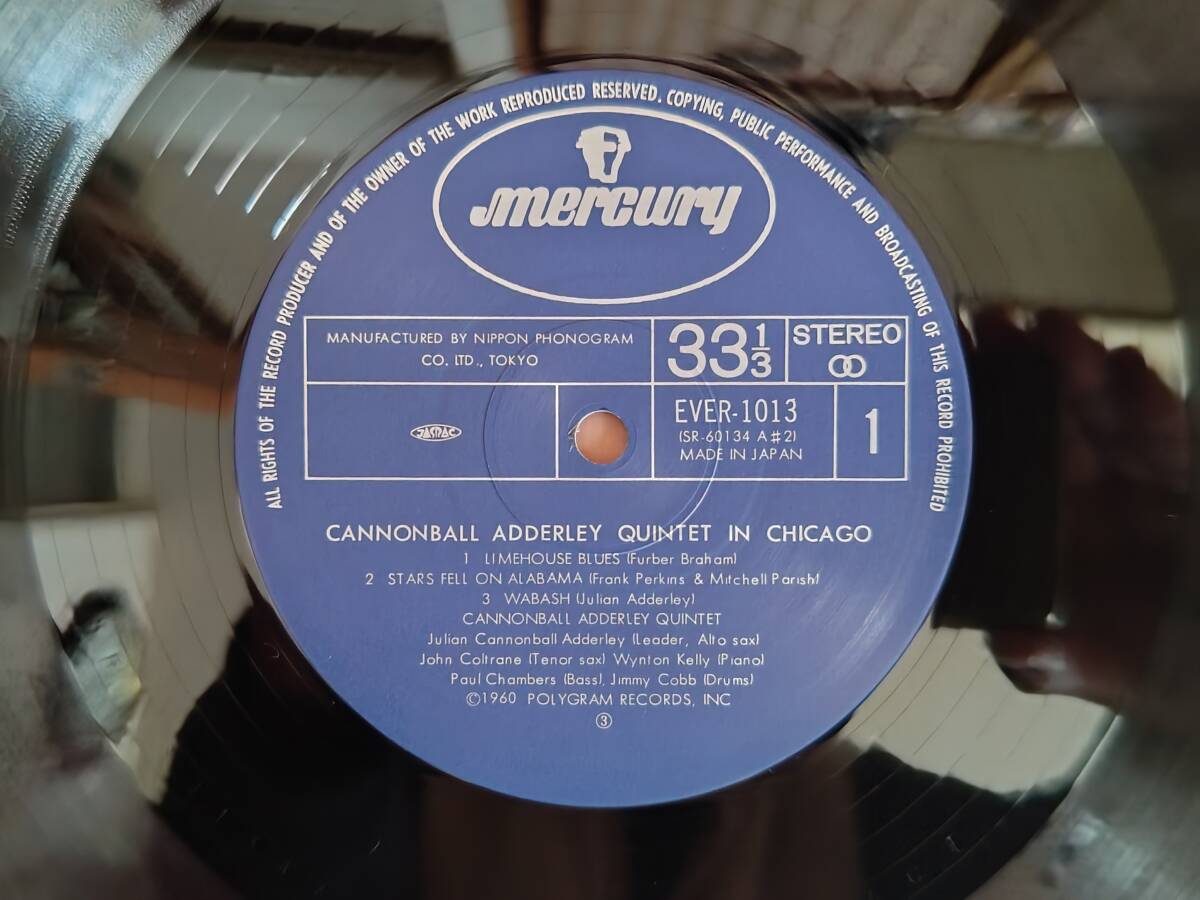 ALL RIGHTS OF THE RECORD PRODUCER AND OF THE OWNER OF THE WORK REPRODUCED RESERVED. COPYING, PUBLIC PERFORMANCE AND BROADCASTING OF THIS RECORD PROHIBITED
mercury
MANUFACTURED BY NIPPON PHONOGRAM
CO. LTD., TOKYO
33 1/3
STEREO
JASRAC
EVER-1013
(SR-60134 A#2)
MADE IN JAPAN
1
CANNONBALL ADDERLEY QUINTET IN CHICAGO
1 LIMEHOUSE BLUES (Furber Braham)
2 STARS FELL ON ALABAMA (Frank Perkins & Mitchell Parish)
3 WABASH (Julian Adderley)
CANNONBALL ADDERLEY QUINTET
Julian Cannonball Adderley (Leader, Alto sax)
John Coltrane (Tenor sax) Wynton Kelly (Piano)
Paul Chambers (Bass), Jimmy Cobb (Drums)
©1960 POLYGRAM RECORDS, INC
③